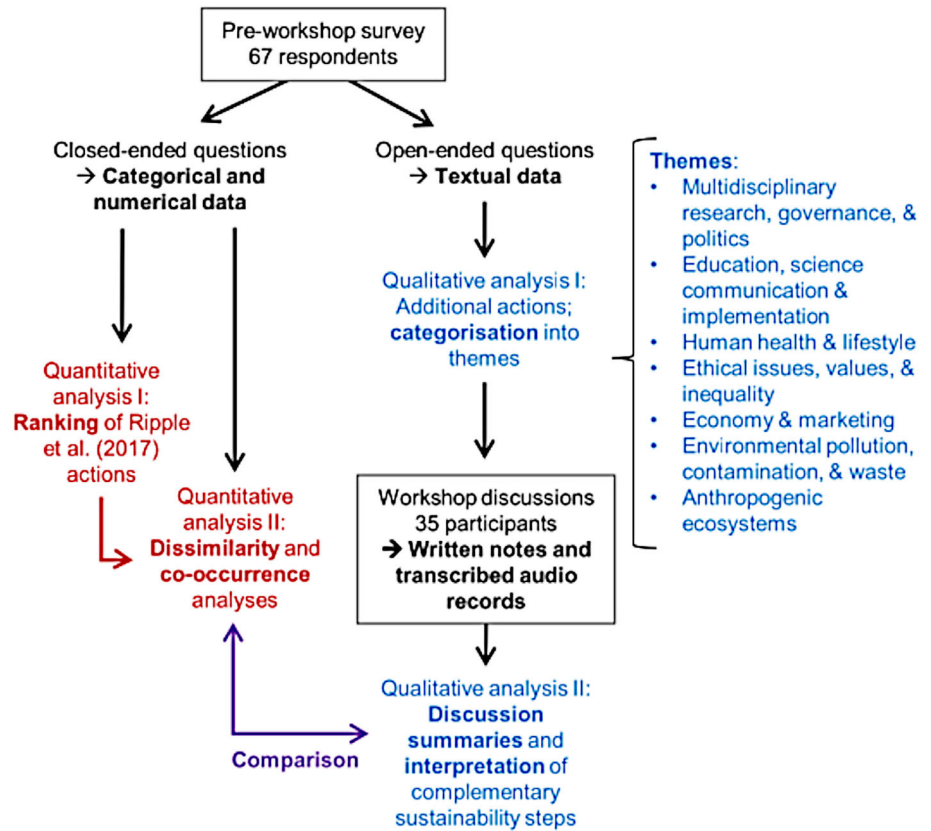 Pre-workshop survey
67 respondents
Closed-ended questions
→ Categorical and
numerical data
Open-ended questions
→ Textual data
Quantitative
analysis I:
Ranking of Ripple
et al. (2017)
actions
Quantitative
analysis II:
Dissimilarity and
co-occurrence
analyses
Qualitative analysis I:
Additional actions;
categorisation into
themes
Workshop discussions
35 participants
→ Written notes and
transcribed audio
records
Qualitative analysis II:
Discussion
summaries and
interpretation of
complementary
sustainability steps
Comparison
Themes:
• Multidisciplinary
research, governance, &
politics
• Education, science
communication &
implementation
• Human health & lifestyle
• Ethical issues, values, &
inequality
• Economy & marketing
• Environmental pollution,
contamination, & waste
• Anthropogenic
ecosystems